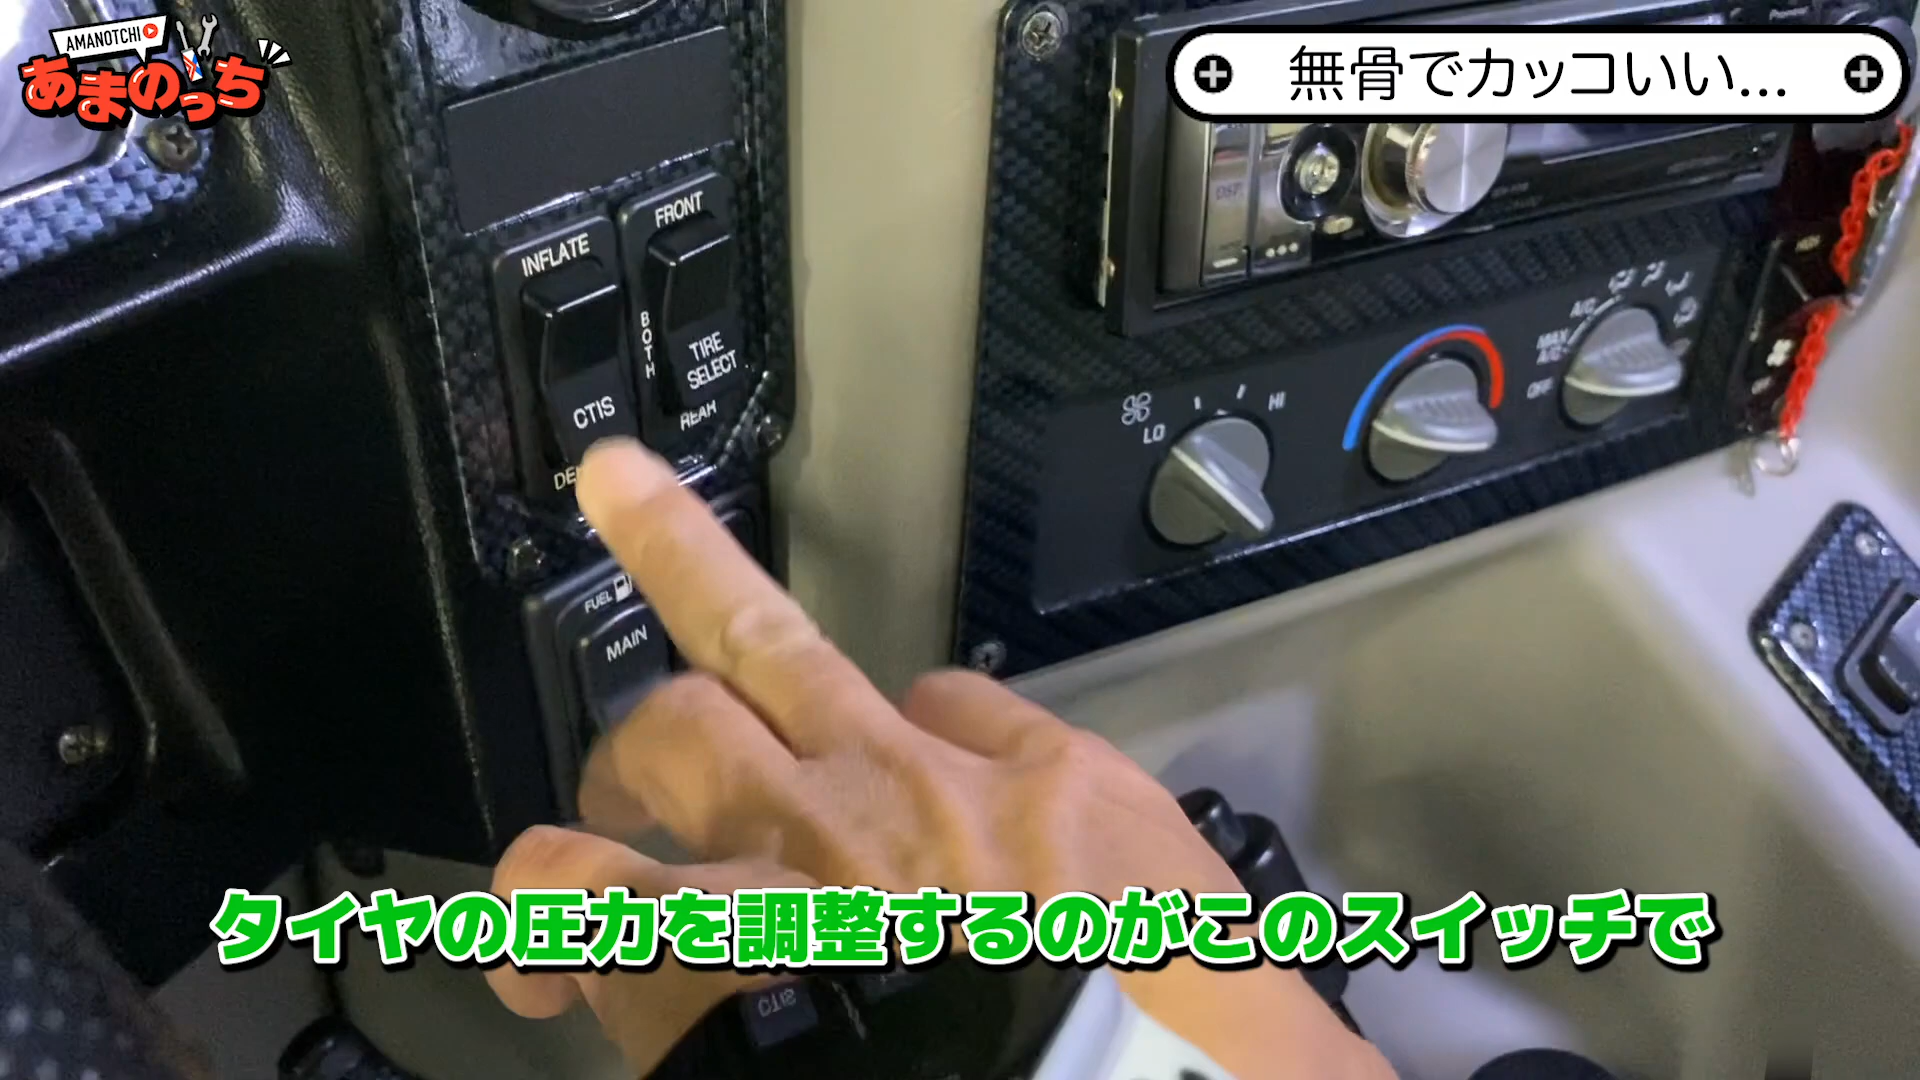 AMANOTCHI
あまのっち
無骨でカッコいい...
FRONT
INFLATE
BOTH
TIRE
SELECT
CTIS
REAR
FUEL
MAIN
HI
LO
A/C
MAX
A/C
OFF
タイヤの圧力を調整するのがこのスイッチで
CTIS